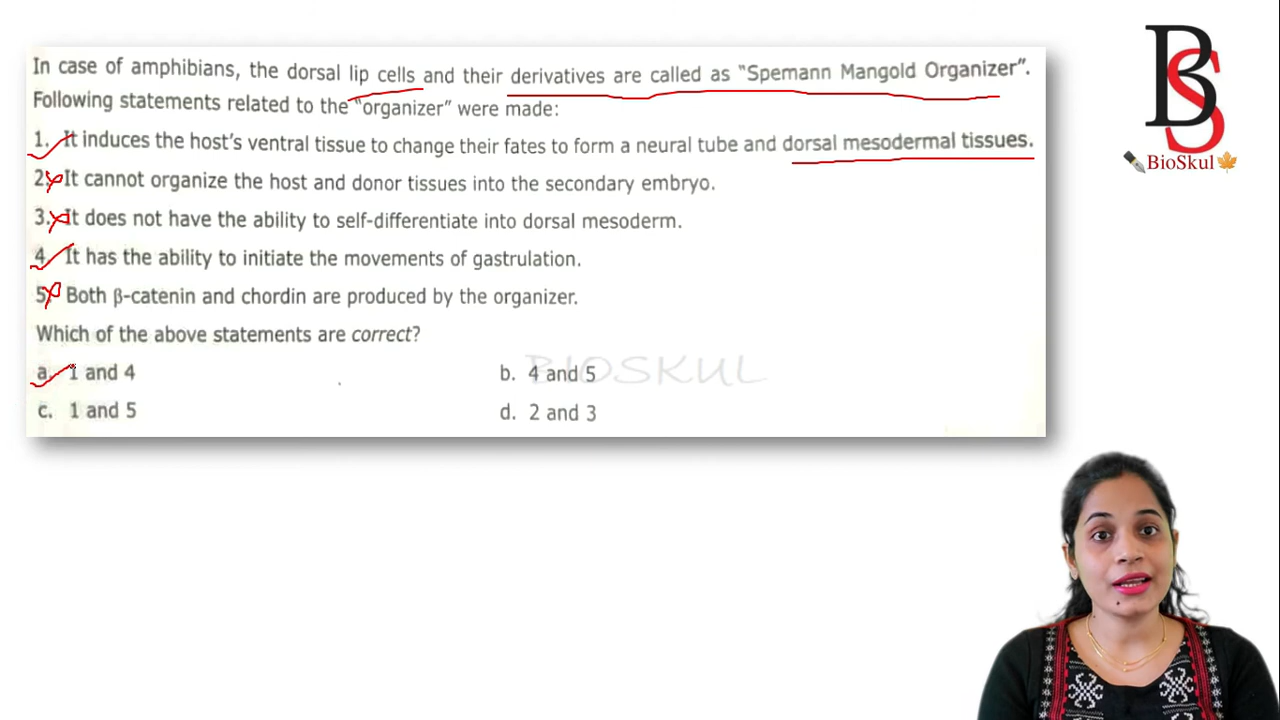 In case of amphibians, the dorsal lip cells and their derivatives are called as "Spemann Mangold Organizer".
Following statements related to the "organizer" were made:
1. It induces the host's ventral tissue to change their fates to form a neural tube and dorsal mesodermal tissues.
2. It cannot organize the host and donor tissues into the secondary embryo.
3. It does not have the ability to self-differentiate into dorsal mesoderm.
4. It has the ability to initiate the movements of gastrulation.
5. Both β-catenin and chordin are produced by the organizer.
Which of the above statements are correct?
a. 1 and 4
b. 4 and 5
c. 1 and 5
d. 2 and 3
BIOSKUL
BS
BioSkul